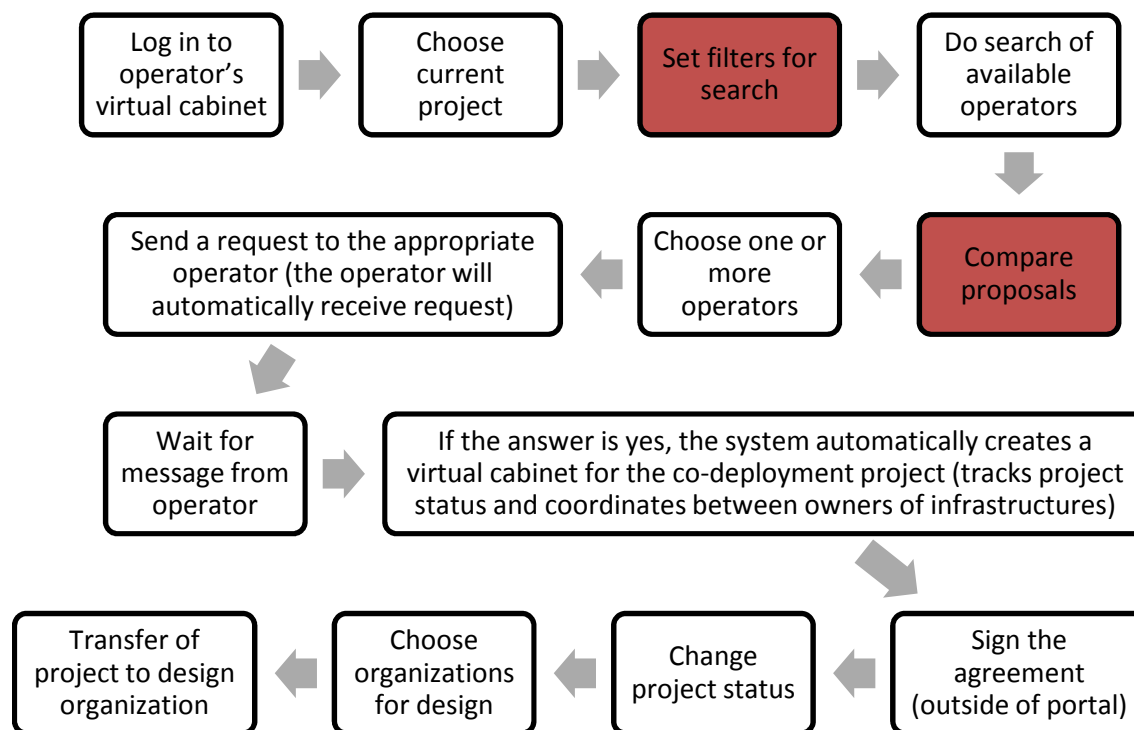 Log in to
operator’s
virtual cabinet
Choose
current
project
Set filters for
search
Do search of
available
operators
Compare
proposals
Choose one or
more
operators
Send a request to the appropriate
operator (the operator will
automatically receive request)
Wait for
message from
operator
If the answer is yes, the system automatically creates a
virtual cabinet for the co-deployment project (tracks project
status and coordinates between owners of infrastructures)
Sign the
agreement
(outside of portal)
Change
project status
Choose
organizations
for design
Transfer of
project to design
organization